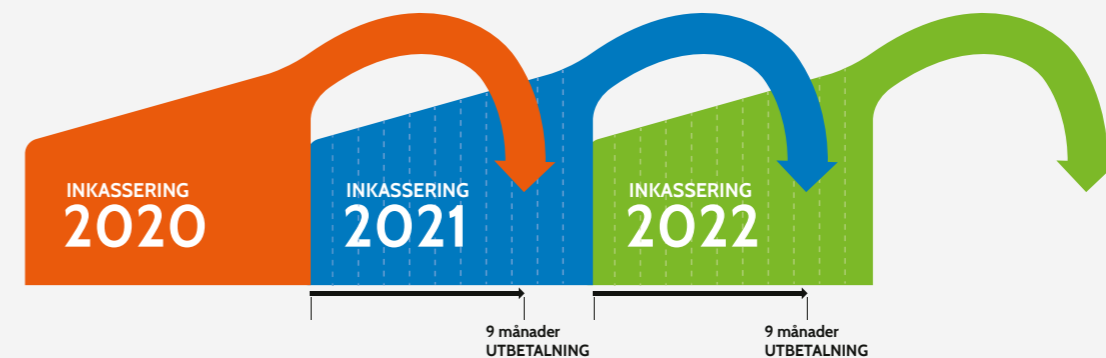 INKASSERING
2020
INKASSERING
2021
INKASSERING
2022
9 månader
UTBETALNING
9 månader
UTBETALNING